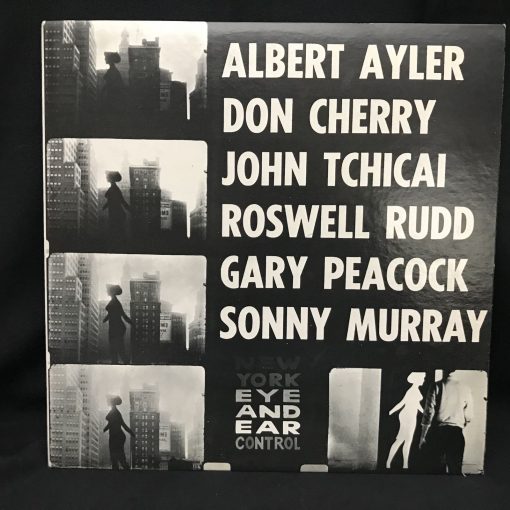 ALBERT AYLER
DON CHERRY
JOHN TCHICAI
ROSWELL RUDD
GARY PEACOCK
SONNY MURRAY
NEW
YORK
EYE
AND
EAR
CONTROL